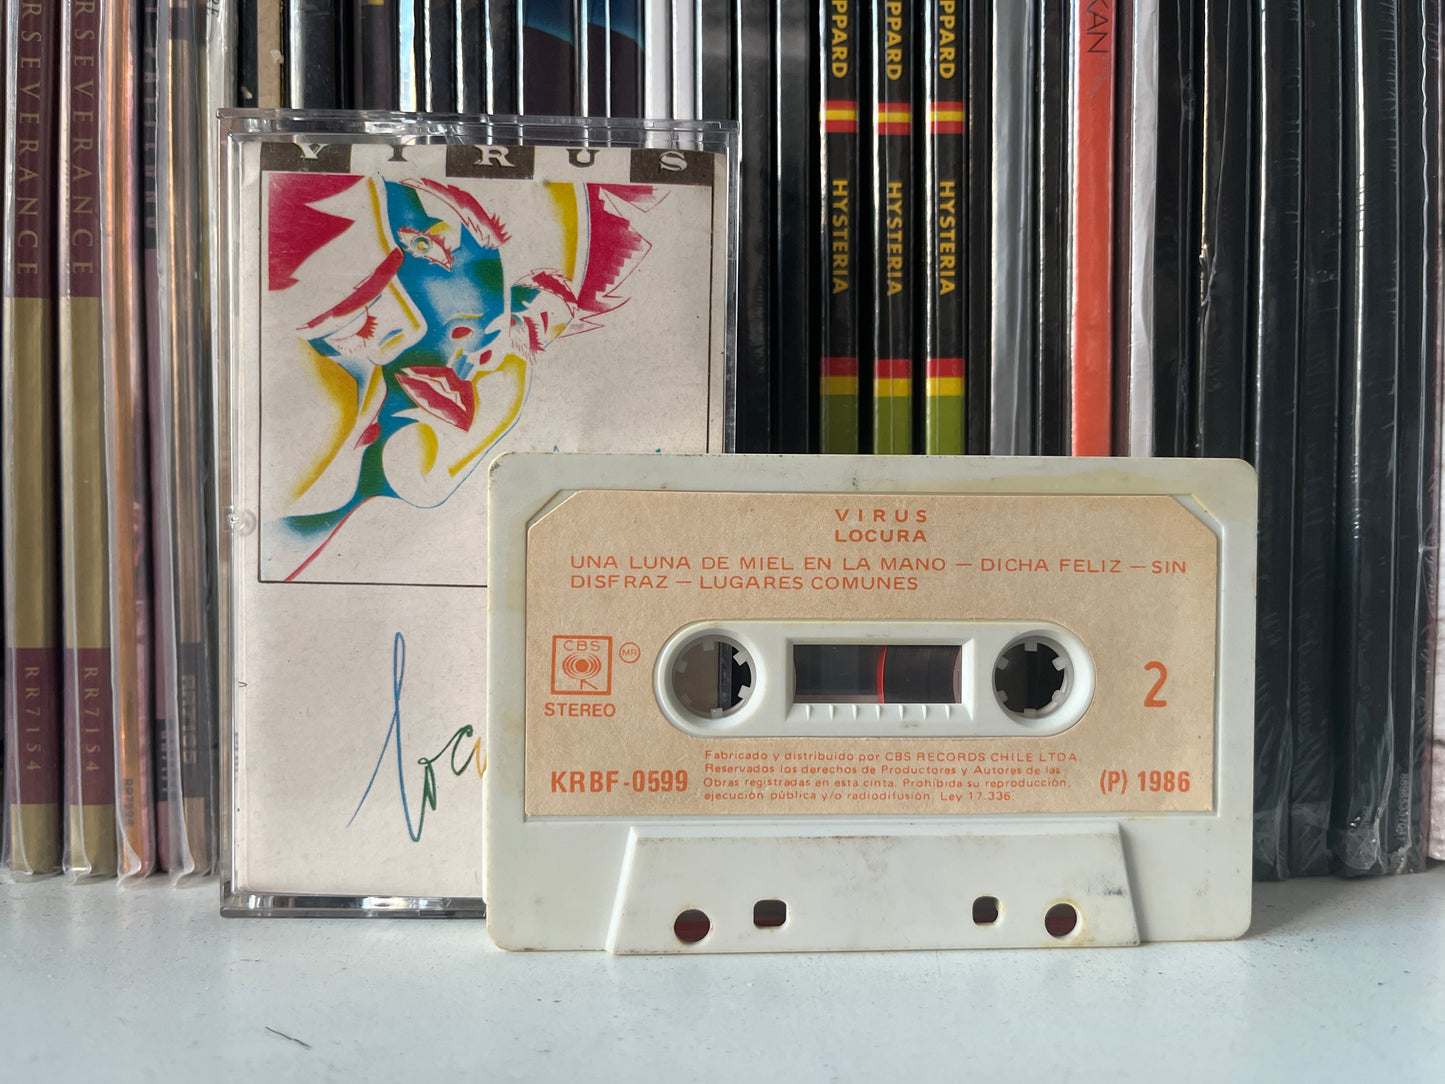 RSEVERANCE
RR7154
RSEVERANCE
RR7154
PPARD
HYSTERIA
PPARD
HYSTERIA
PPARD
HYSTERIA
KAN
VIRUS
locu
VIRUS
LOCURA
UNA LUNA DE MIEL EN LA MANO — DICHA FELIZ — SIN
DISFRAZ — LUGARES COMUNES
CBS
MR
STEREO
2
KRBF-0599
Fabricado y distribuido por CBS RECORDS CHILE LTDA.
Reservados los derechos de Productores y Autores de las
Obras registradas en esta cinta. Prohibida su reproducción,
ejecución pública y/o radiodifusión. Ley 17.336.
(P) 1986